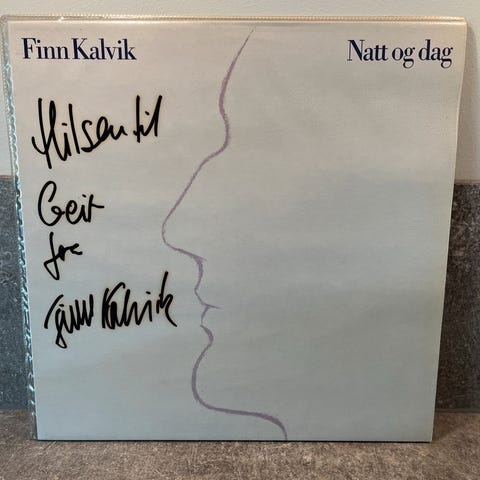 Finn Kalvik Natt og dag
Hilsen til
Geir
fra
Finn Kalvik